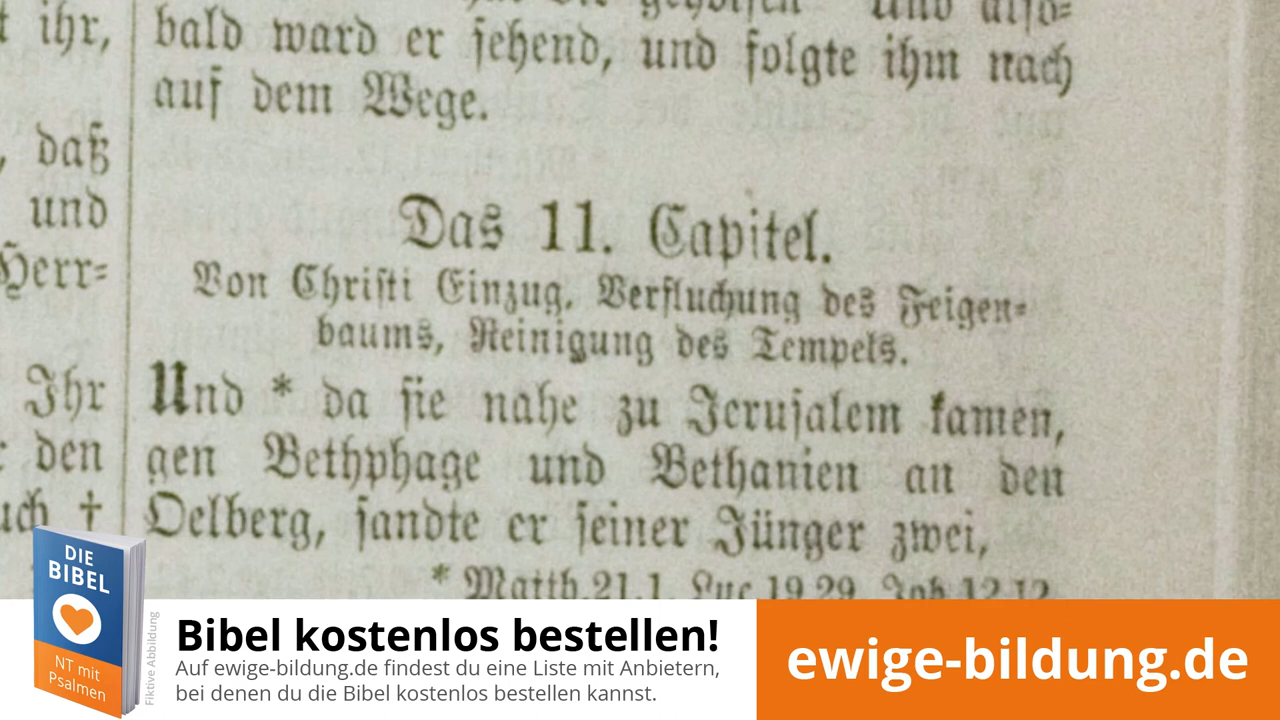 t ihr,
, daß
und
Herr=
Ihr
den
†
geholfen Und also=
bald ward er sehend, und folgte ihm nach
auf dem Wege.
Das 11. Capitel.
Von Christi Einzug, Verfluchung des Feigen=
baums, Reinigung des Tempels.
Und * da sie nahe zu Jerusalem kamen,
gen Bethphage und Bethanien an den
Oelberg, sandte er seiner Jünger zwei,
* Matth. 21, 1. Luc. 19, 29. Joh. 12, 12.
DIE
BIBEL
NT mit
Psalmen
Fiktive Abbildung
Bibel kostenlos bestellen!
Auf ewige-bildung.de findest du eine Liste mit Anbietern,
bei denen du die Bibel kostenlos bestellen kannst.
ewige-bildung.de